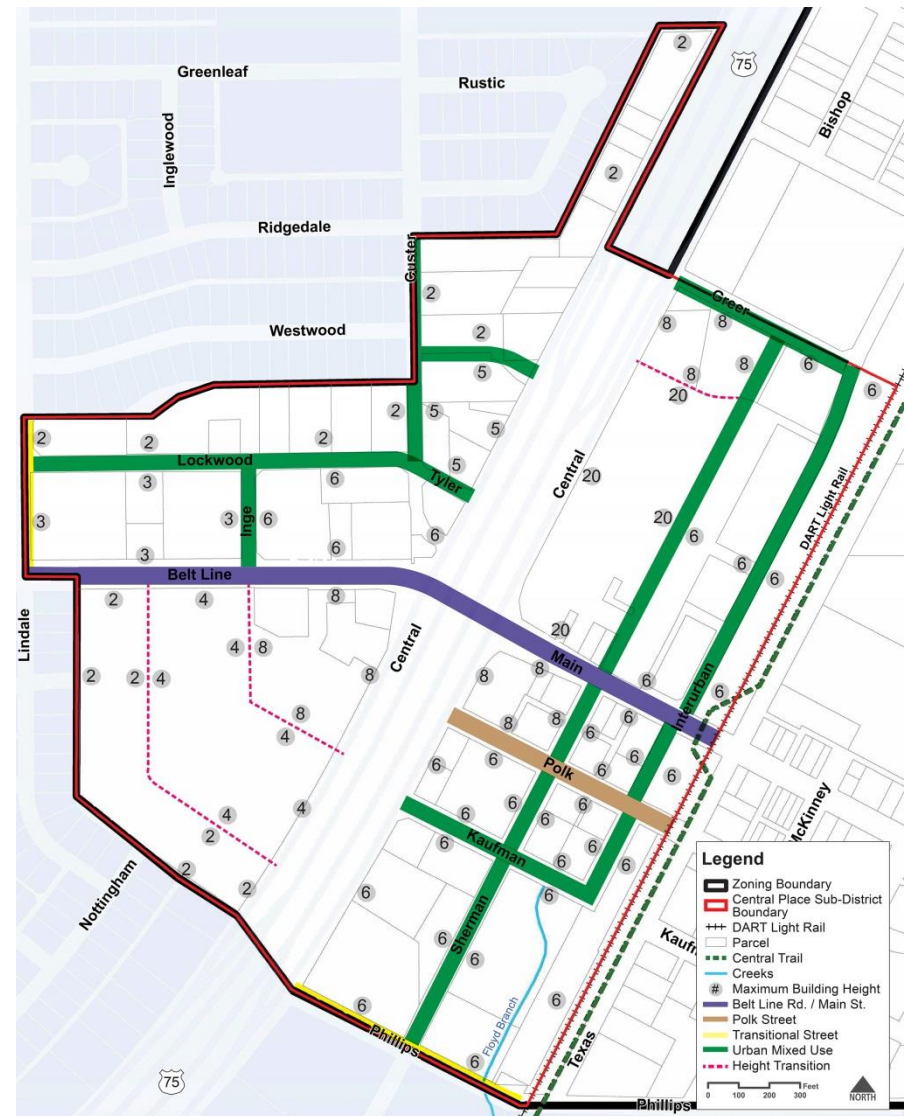 2
75
Greenleaf
Rustic
Bishop
Inglewood
2
Ridgedale
Custer
2
Westwood
2
Greer
8
8
8
6
8
6
5
20
2
2
2
2
5
5
Lockwood
5
Tyler
Central
20
DART Light Rail
3
6
3
3
6
Inge
6
3
6
6
20
6
6
6
Belt Line
2
4
8
Lindale
Central
20
Main
4
8
2
2
4
8
8
8
6
6
Interurban
8
4
8
8
6
6
6
6
Polk
6
6
6
6
4
4
2
6
6
6
Kaufman
6
6
6
McKinney
2
2
Nottingham
6
6
Sherman
6
6
6
6
Floyd Branch
6
Phillips
6
Texas
Kaufm
75
Phillips
Legend
Zoning Boundary
Central Place Sub-District
Boundary
DART Light Rail
Parcel
Central Trail
Creeks
# Maximum Building Height
Belt Line Rd. / Main St.
Polk Street
Transitional Street
Urban Mixed Use
Height Transition
Feet
0 100 200 300
NORTH